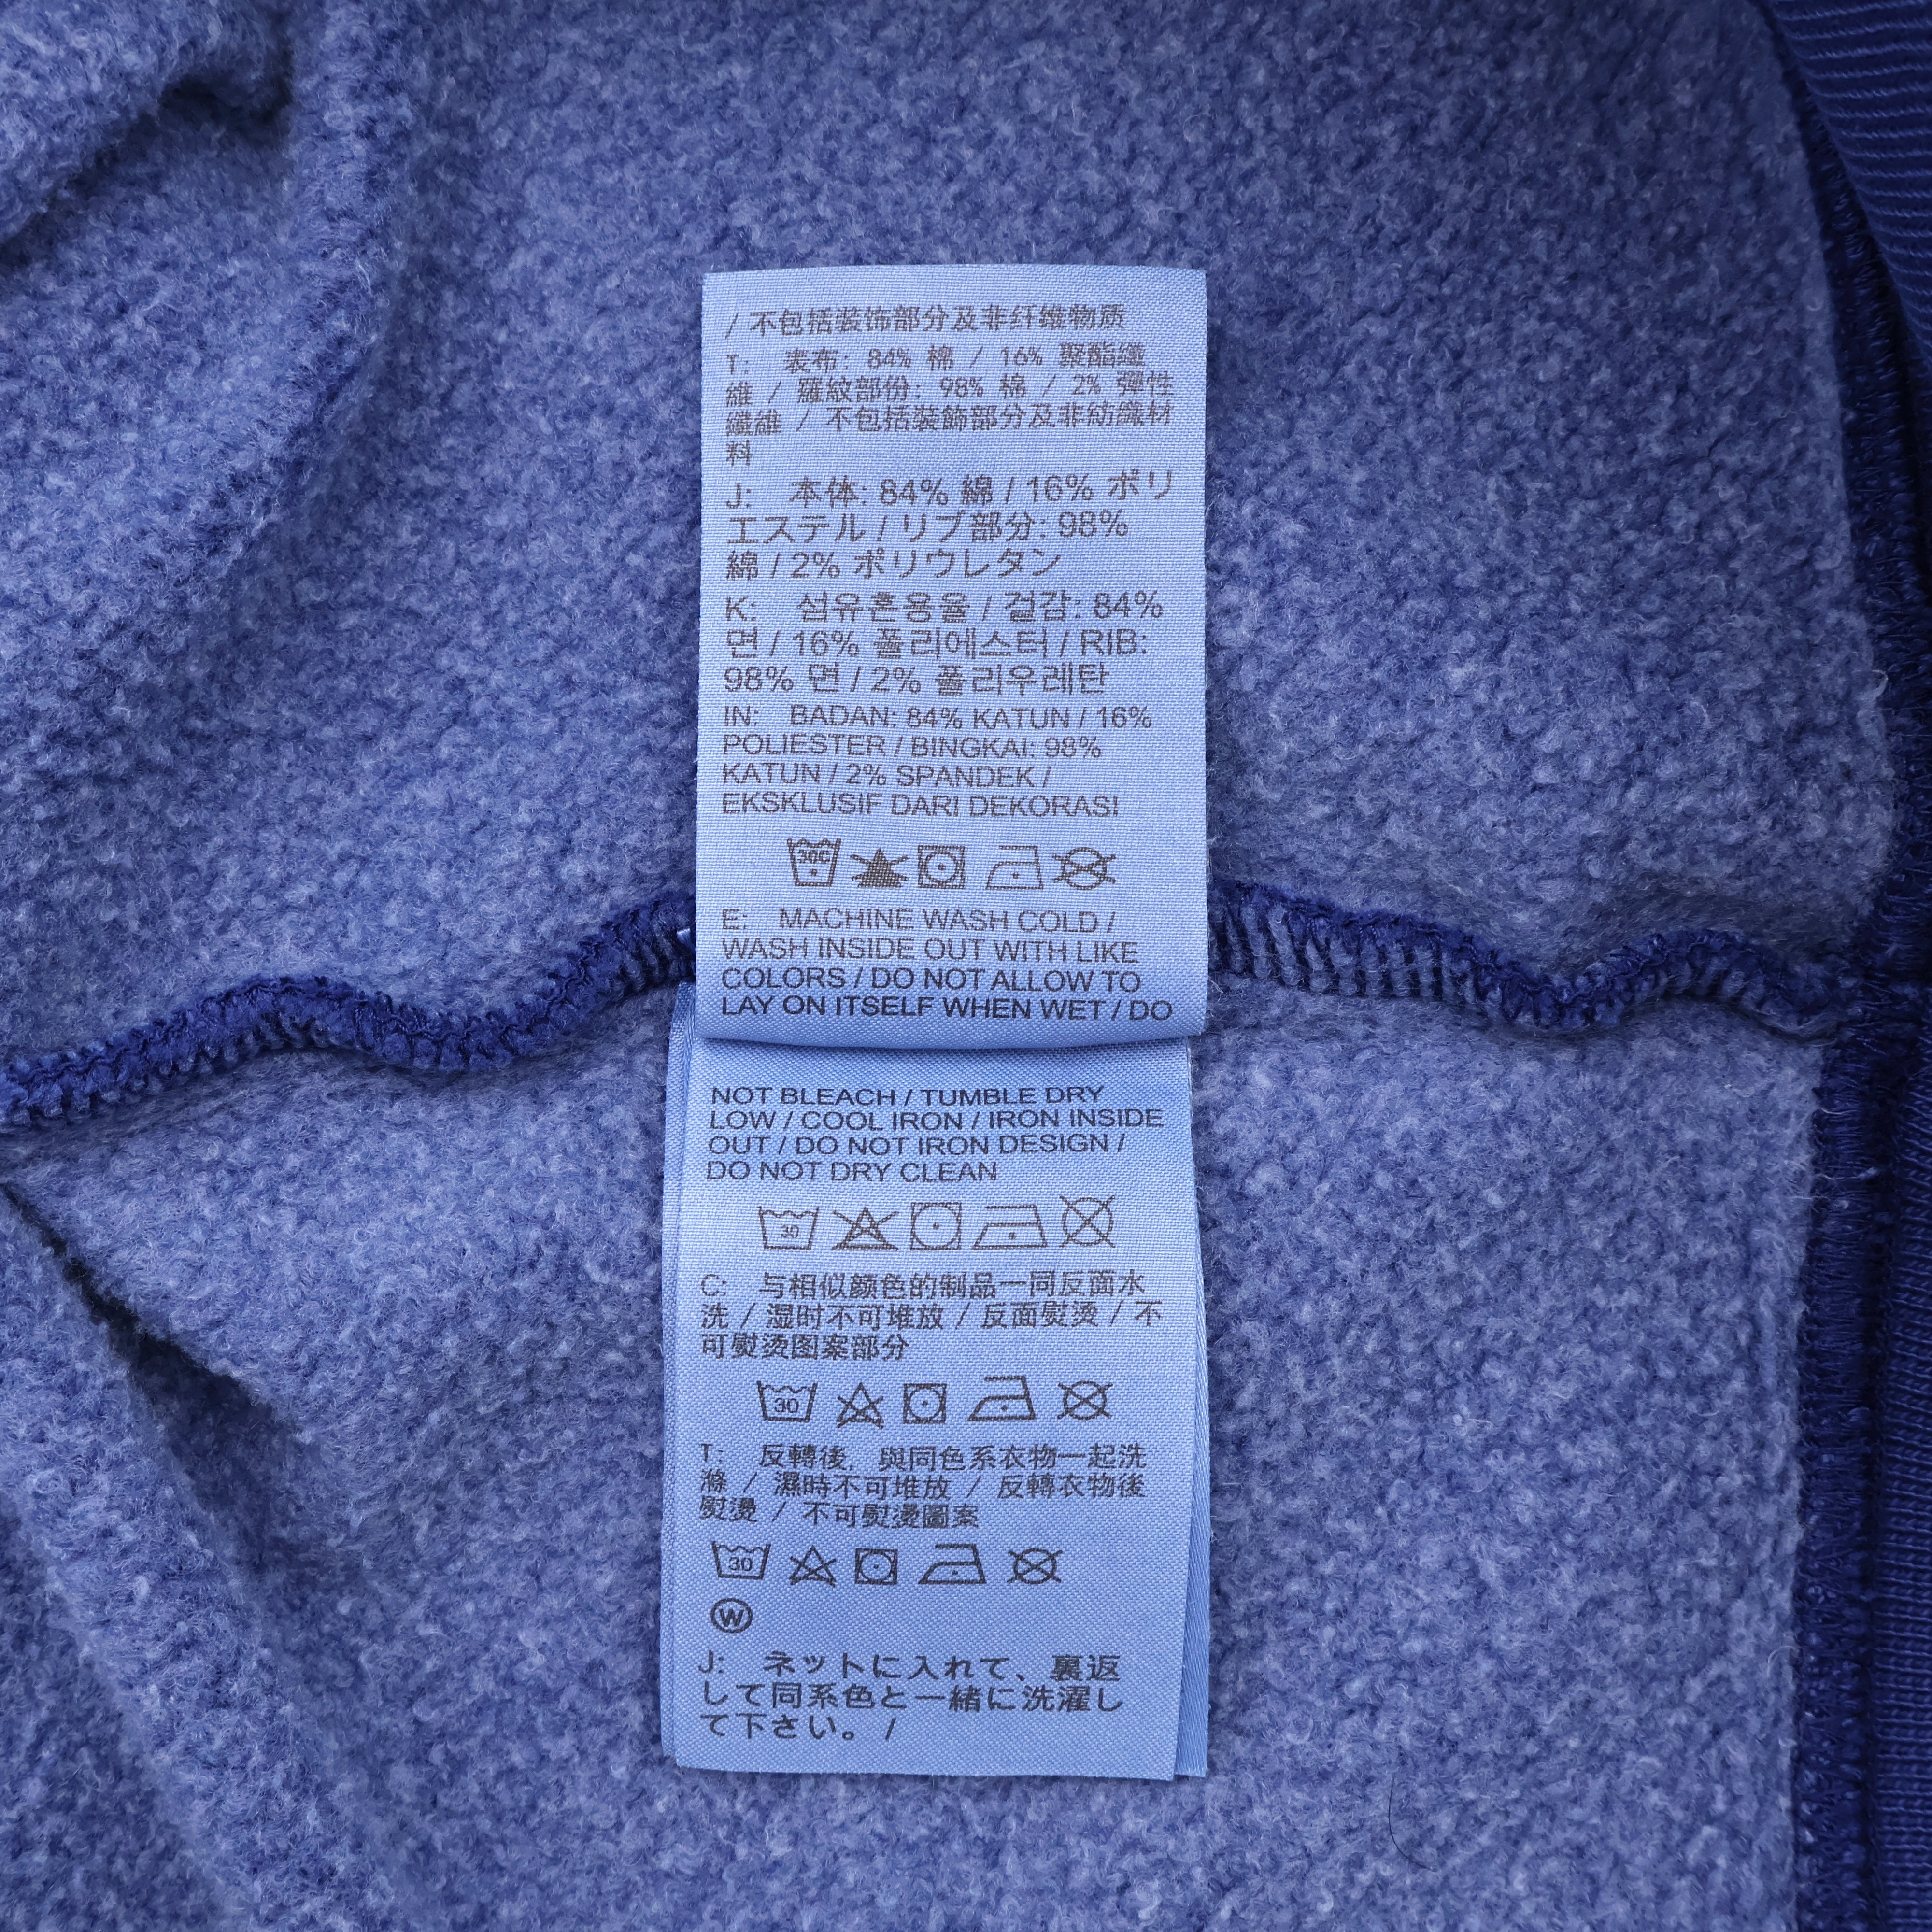 / 不包括装饰部分及非纤维物质
T: 表布: 84% 棉 / 16% 聚酯纖
維 / 羅紋部份: 98% 棉 / 2% 彈性
纖維 / 不包括裝飾部分及非紡織材
料
J: 本体: 84% 綿 / 16% ポリ
エステル / リブ部分: 98%
綿 / 2% ポリウレタン
K: 섬유혼용율 / 겉감: 84%
면 / 16% 폴리에스터 / RIB:
98% 면 / 2% 폴리우레탄
IN: BADAN: 84% KATUN / 16%
POLIESTER / BINGKAI: 98%
KATUN / 2% SPANDEK /
EKSKLUSIF DARI DEKORASI
30C
E: MACHINE WASH COLD /
WASH INSIDE OUT WITH LIKE
COLORS / DO NOT ALLOW TO
LAY ON ITSELF WHEN WET / DO
NOT BLEACH / TUMBLE DRY
LOW / COOL IRON / IRON INSIDE
OUT / DO NOT IRON DESIGN /
DO NOT DRY CLEAN
30
C: 与相似颜色的制品一同反面水
洗 / 湿时不可堆放 / 反面熨烫 / 不
可熨烫图案部分
30
T: 反轉後, 與同色系衣物一起洗
滌 / 濕時不可堆放 / 反轉衣物後
熨燙 / 不可熨燙圖案
30
W
J: ネットに入れて、裏返
して同系色と一緒に洗濯し
て下さい。 /